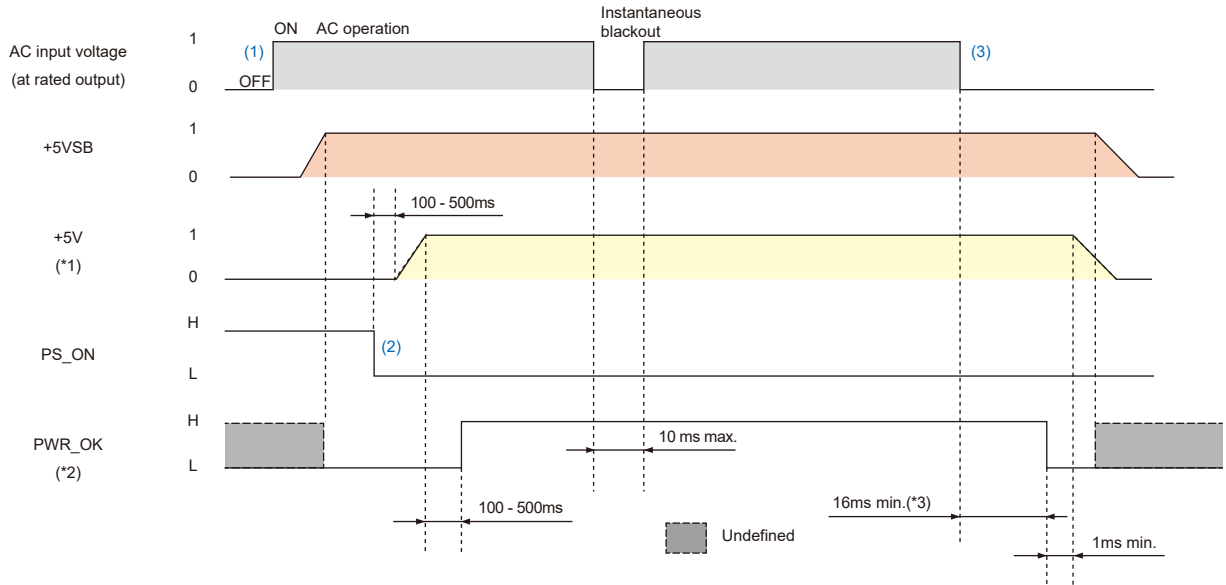 Instantaneous
blackout
ON AC operation
AC input voltage
(at rated output)
1
(1)
(3)
OFF
0
+5VSB
1
0
100 - 500ms
+5V
(*1)
1
0
PS_ON
H
(2)
L
PWR_OK
(*2)
H
10 ms max.
L
100 - 500ms
16ms min.(*3)
Undefined
1ms min.